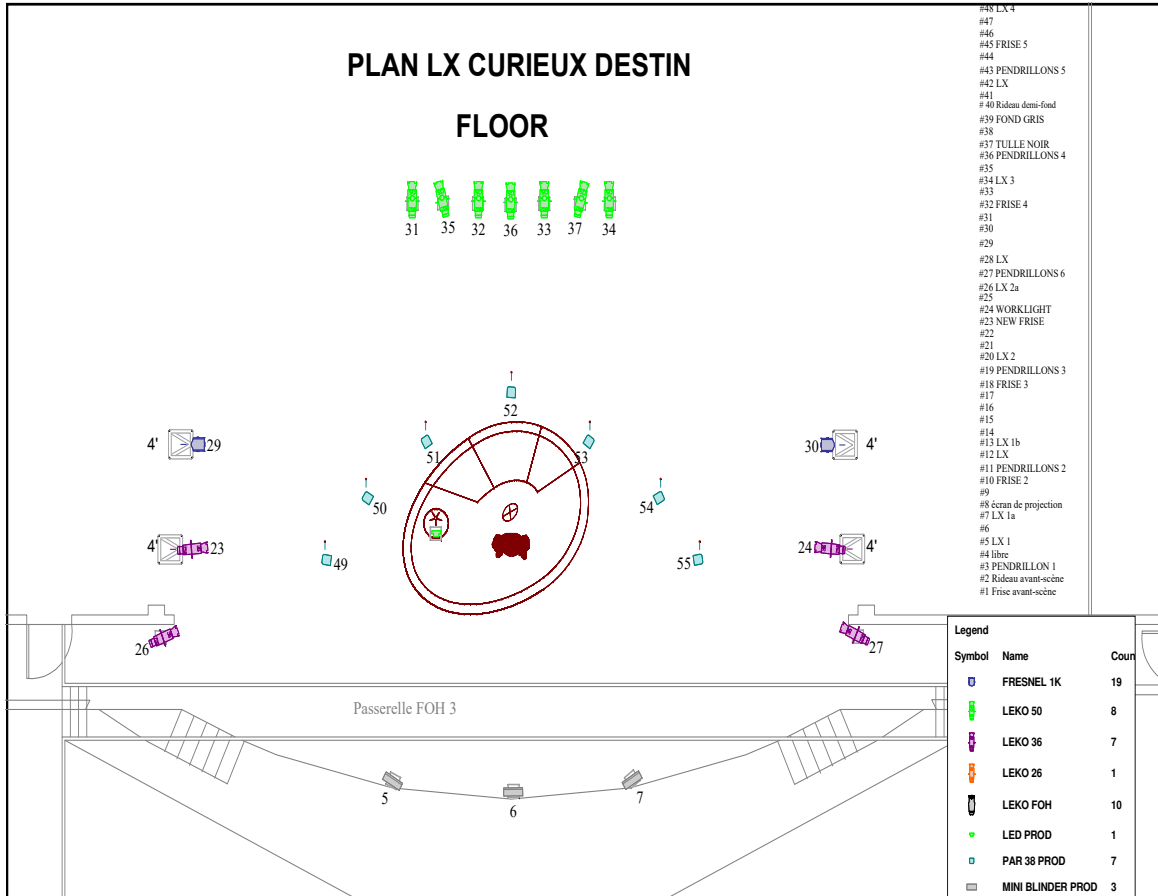 PLAN LX CURIEUX DESTIN
FLOOR
31 35 32 36 33 37 34
52
51 53
4' 29 30 4'
50 54
4' 23 24 4'
49 55
26 27
Passerelle FOH 3
5 6 7
#48 LX 4
#47
#46
#45 FRISE 5
#44
#43 PENDRILLONS 5
#42 LX
#41
# 40 Rideau demi-fond
#39 FOND GRIS
#38
#37 TULLE NOIR
#36 PENDRILLONS 4
#35
#34 LX 3
#33
#32 FRISE 4
#31
#30
#29
#28 LX
#27 PENDRILLONS 6
#26 LX 2a
#25
#24 WORKLIGHT
#23 NEW FRISE
#22
#21
#20 LX 2
#19 PENDRILLONS 3
#18 FRISE 3
#17
#16
#15
#14
#13 LX 1b
#12 LX
#11 PENDRILLONS 2
#10 FRISE 2
#9
#8 écran de projection
#7 LX 1a
#6
#5 LX 1
#4 libre
#3 PENDRILLON 1
#2 Rideau avant-scène
#1 Frise avant-scène
Legend
Symbol Name Coun
FRESNEL 1K 19
LEKO 50 8
LEKO 36 7
LEKO 26 1
LEKO FOH 10
LED PROD 1
PAR 38 PROD 7
MINI BLINDER PROD 3